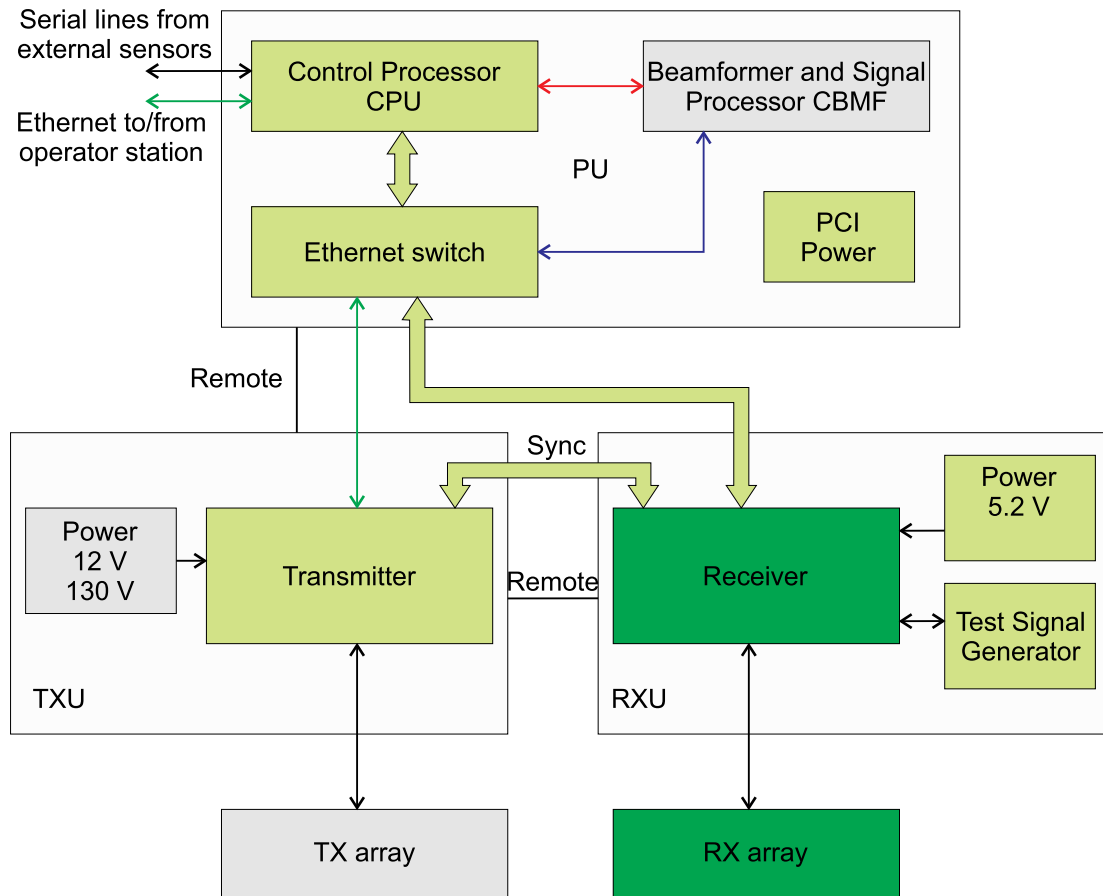 Serial lines from
external sensors
Ethernet to/from
operator station
Control Processor
CPU
Beamformer and Signal
Processor CBMF
PU
Ethernet switch
PCI
Power
Remote
Sync
Power
12 V
130 V
Transmitter
TXU
Remote
Receiver
Power
5.2 V
Test Signal
Generator
RXU
TX array
RX array